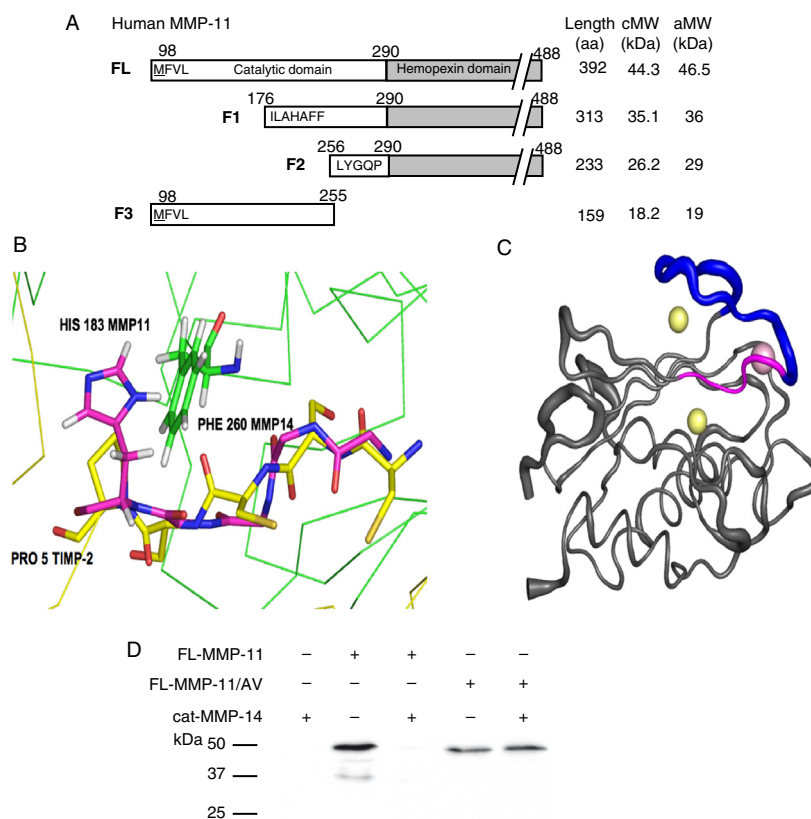 A
Human MMP-11
Length (aa) cMW (kDa) aMW (kDa)
98 290 488
FL MFVL Catalytic domain Hemopexin domain 392 44.3 46.5
176 290 488
F1 ILAHAFF 313 35.1 36
256 290 488
F2 LYGQP 233 26.2 29
98 255
F3 MFVL 159 18.2 19
B
HIS 183 MMP11
PHE 260 MMP14
PRO 5 TIMP-2
C
D
FL-MMP-11 – + + – –
FL-MMP-11/AV – – – + +
cat-MMP-14 + – + – +
kDa
50
37
25